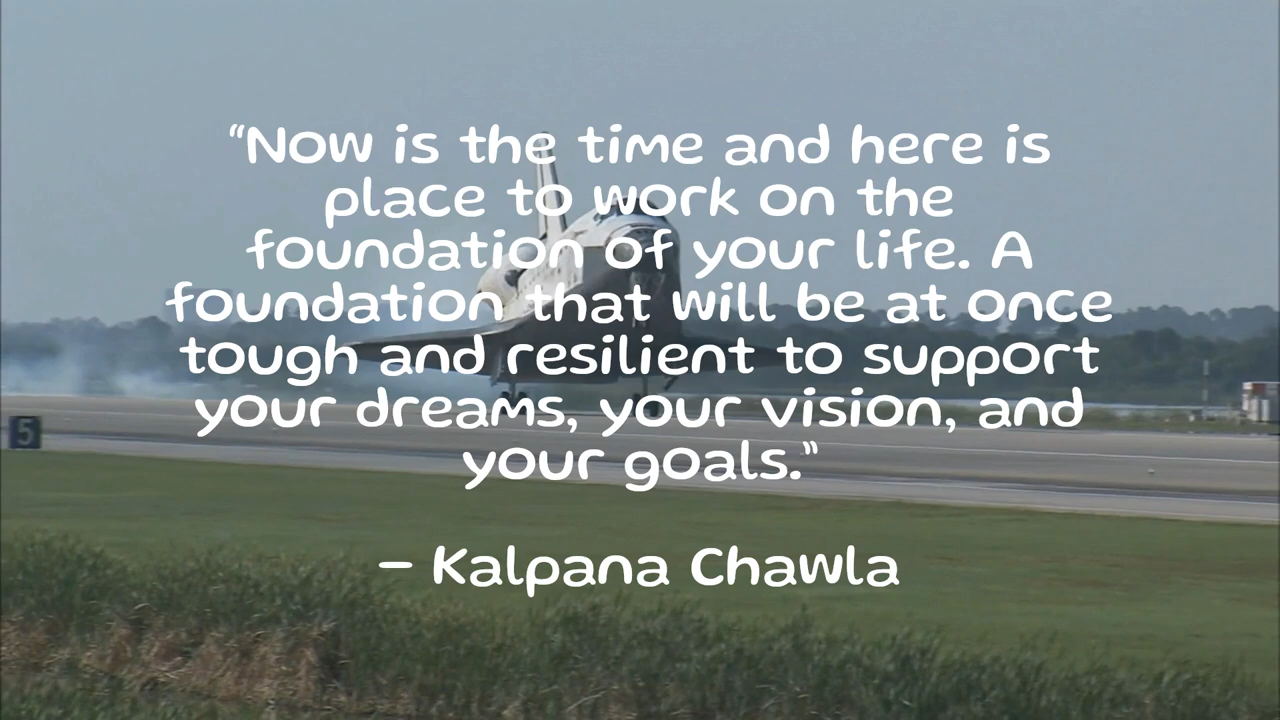 “Now is the time and here is
place to work on the
foundation of your life. A
foundation that will be at once
tough and resilient to support
your dreams, your vision, and
your goals.”
– Kalpana Chawla
5